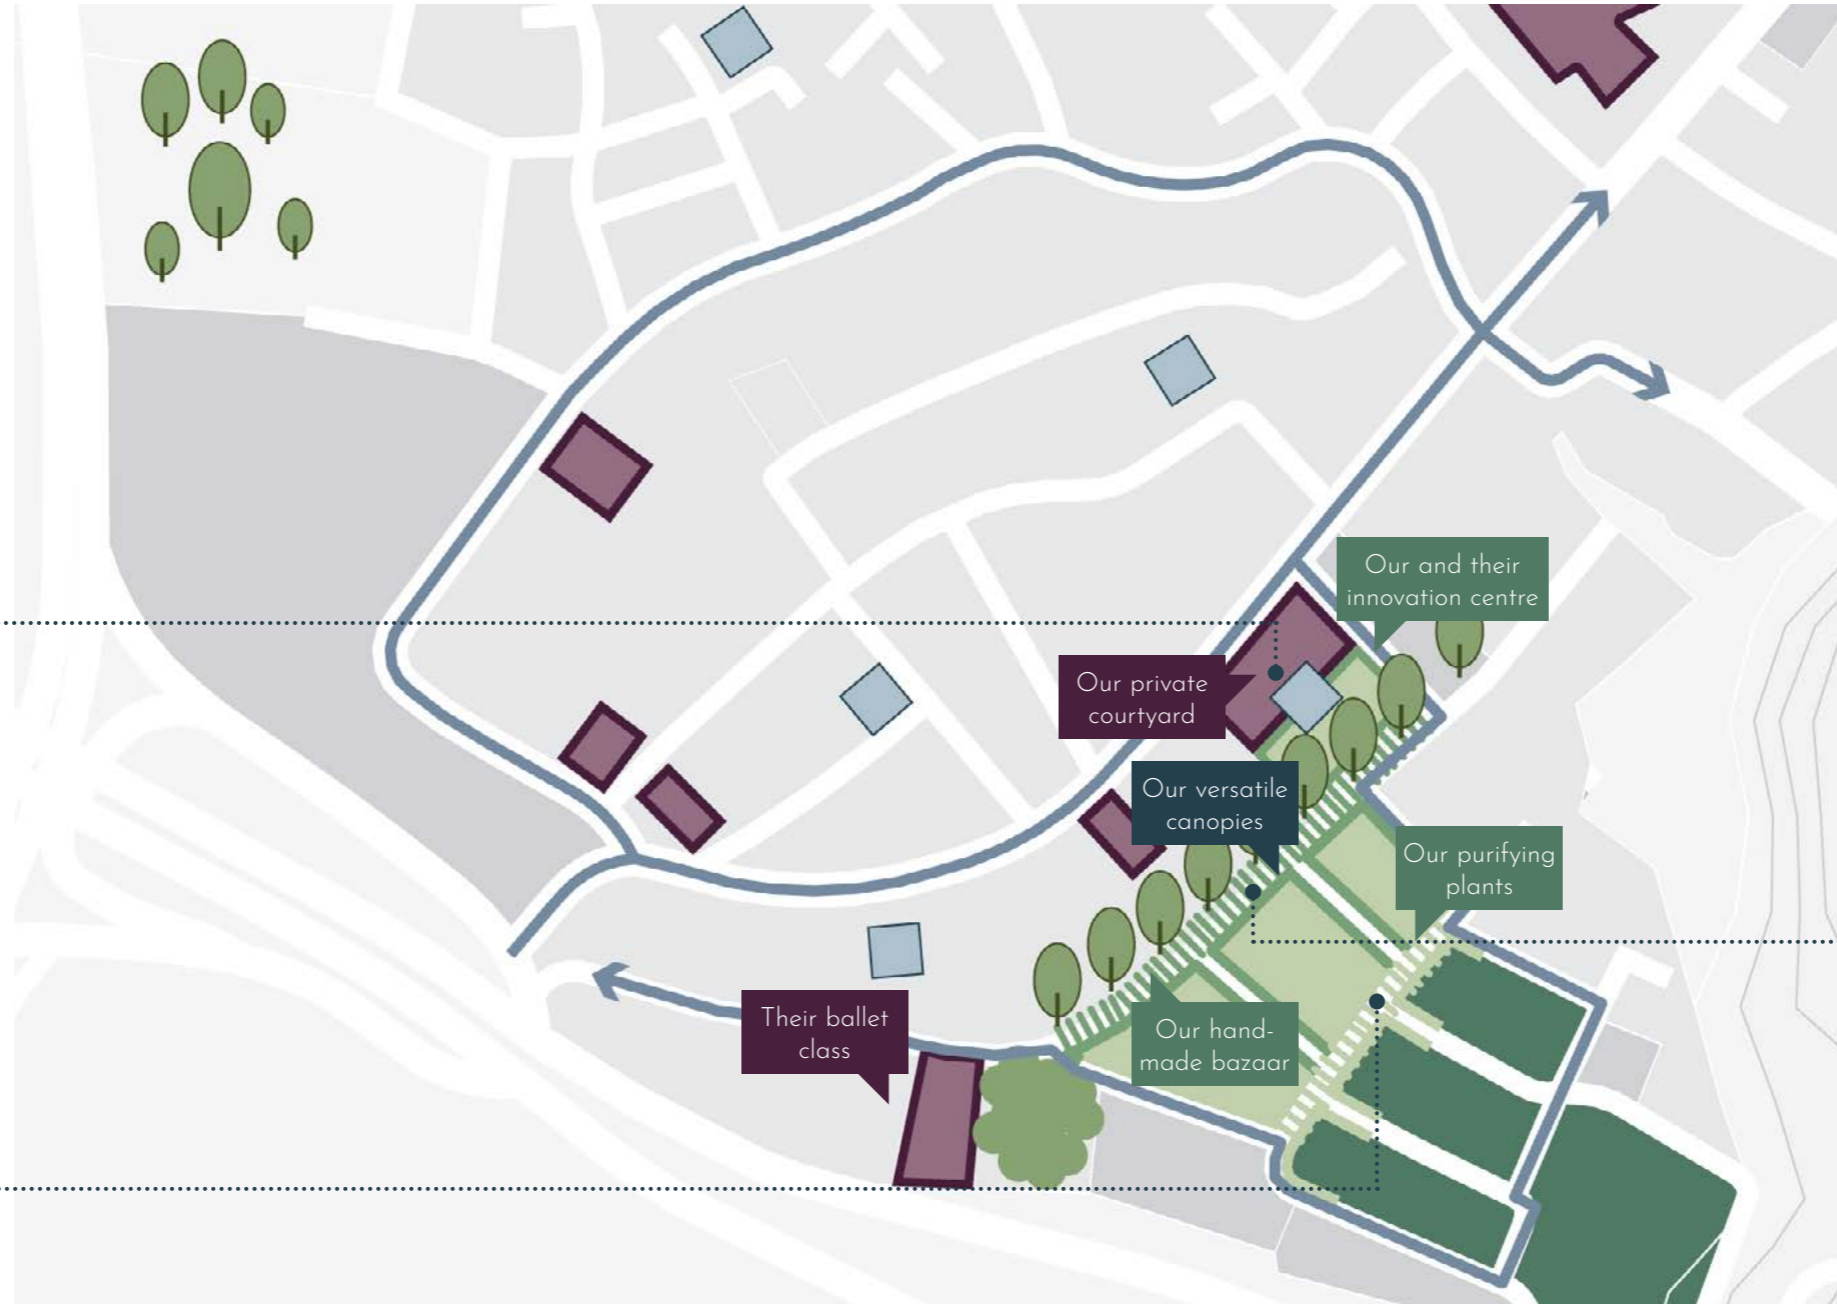 Our and their
innovation centre
Our private
courtyard
Our versatile
canopies
Our purifying
plants
Their ballet
class
Our hand-
made bazaar